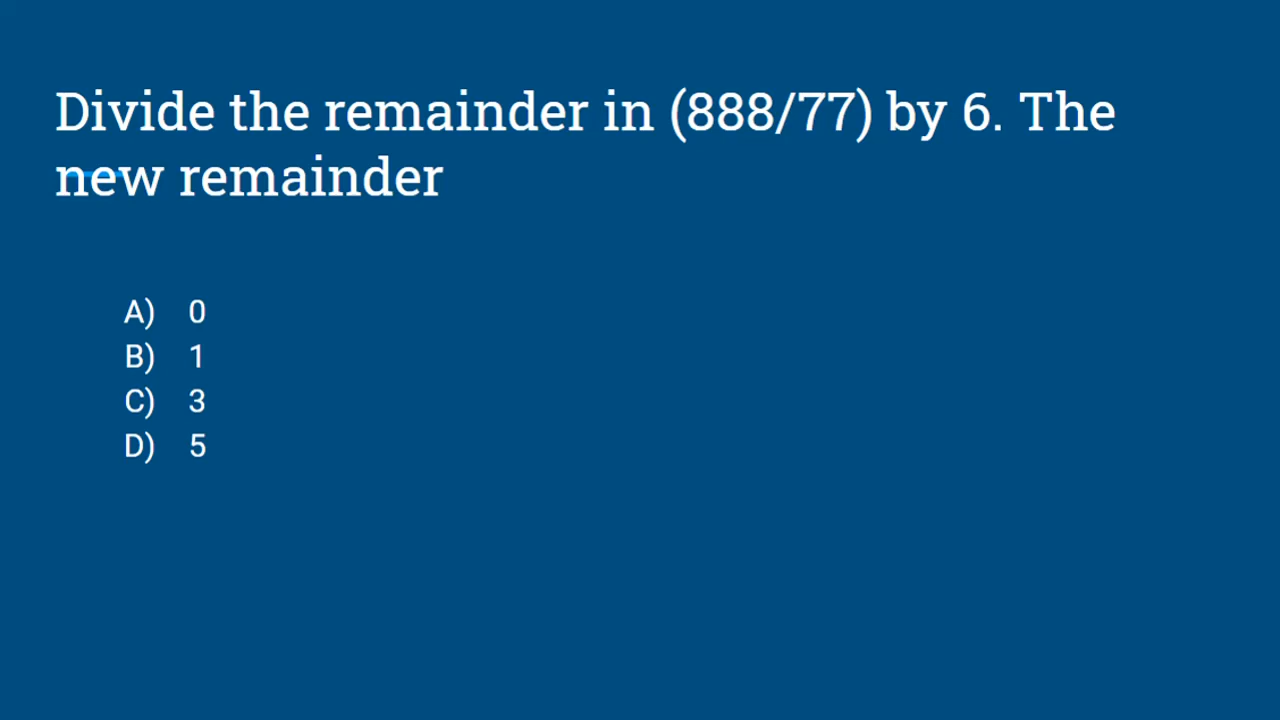 Divide the remainder in (888/77) by 6. The
new remainder
A) 0
B) 1
C) 3
D) 5